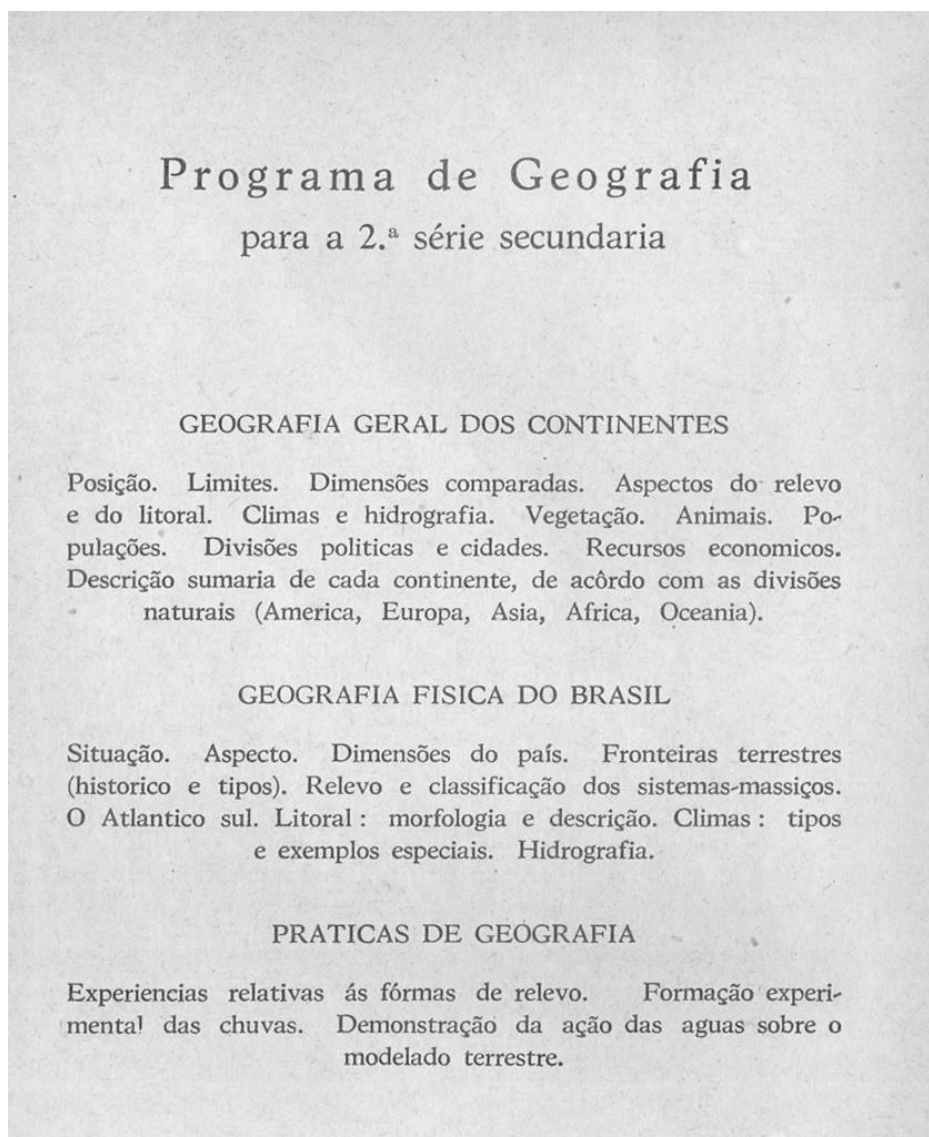 Programa de Geografia
para a 2.ª série secundaria
GEOGRAFIA GERAL DOS CONTINENTES
Posição. Limites. Dimensões comparadas. Aspectos do relevo
e do litoral. Climas e hidrografia. Vegetação. Animais. Po-
pulações. Divisões politicas e cidades. Recursos economicos.
Descrição sumaria de cada continente, de acôrdo com as divisões
naturais (America, Europa, Asia, Africa, Oceania).
GEOGRAFIA FISICA DO BRASIL
Situação. Aspecto. Dimensões do país. Fronteiras terrestres
(historico e tipos). Relevo e classificação dos sistemas-massiços.
O Atlantico sul. Litoral : morfologia e descrição. Climas : tipos
e exemplos especiais. Hidrografia.
PRATICAS DE GEOGRAFIA
Experiencias relativas ás fórmas de relevo. Formação experi-
mental das chuvas. Demonstração da ação das aguas sobre o
modelado terrestre.